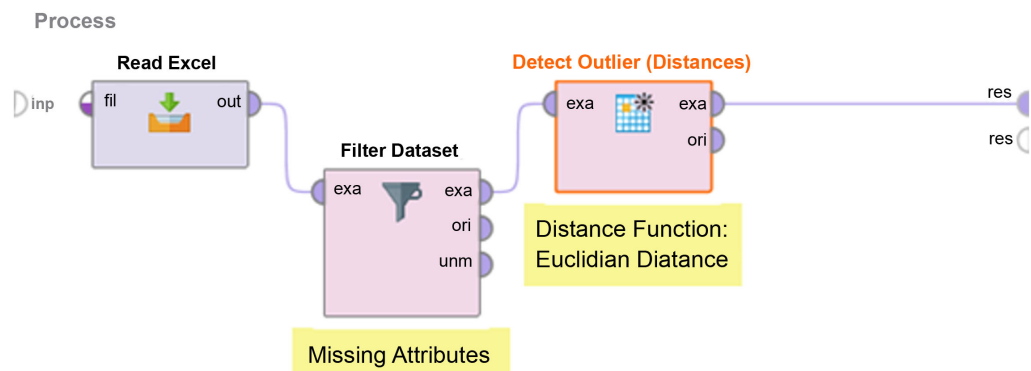 Process
inp
Read Excel
fil
out
Filter Dataset
exa
exa
ori
unm
Missing Attributes
Detect Outlier (Distances)
exa
exa
ori
Distance Function:
Euclidian Diatance
res
res